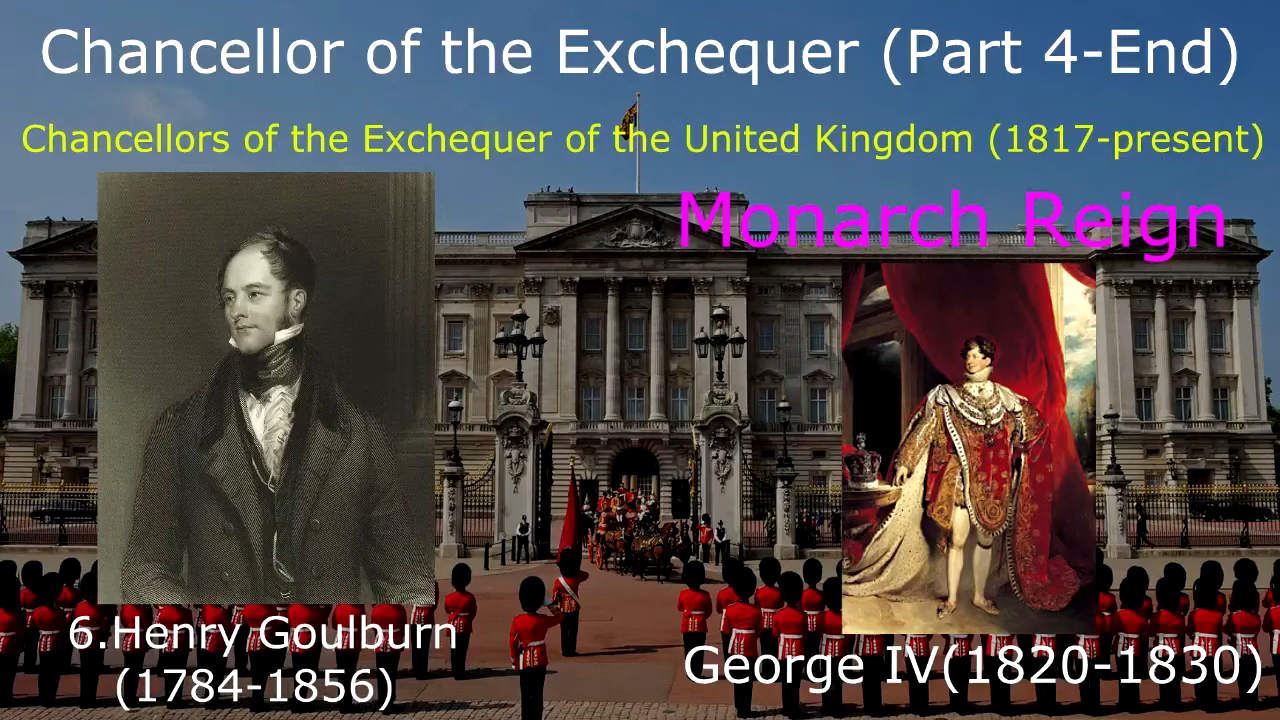 Chancellor of the Exchequer (Part 4-End)
Chancellors of the Exchequer of the United Kingdom (1817-present)
Monarch Reign
6.Henry Goulburn
(1784-1856)
George IV(1820-1830)